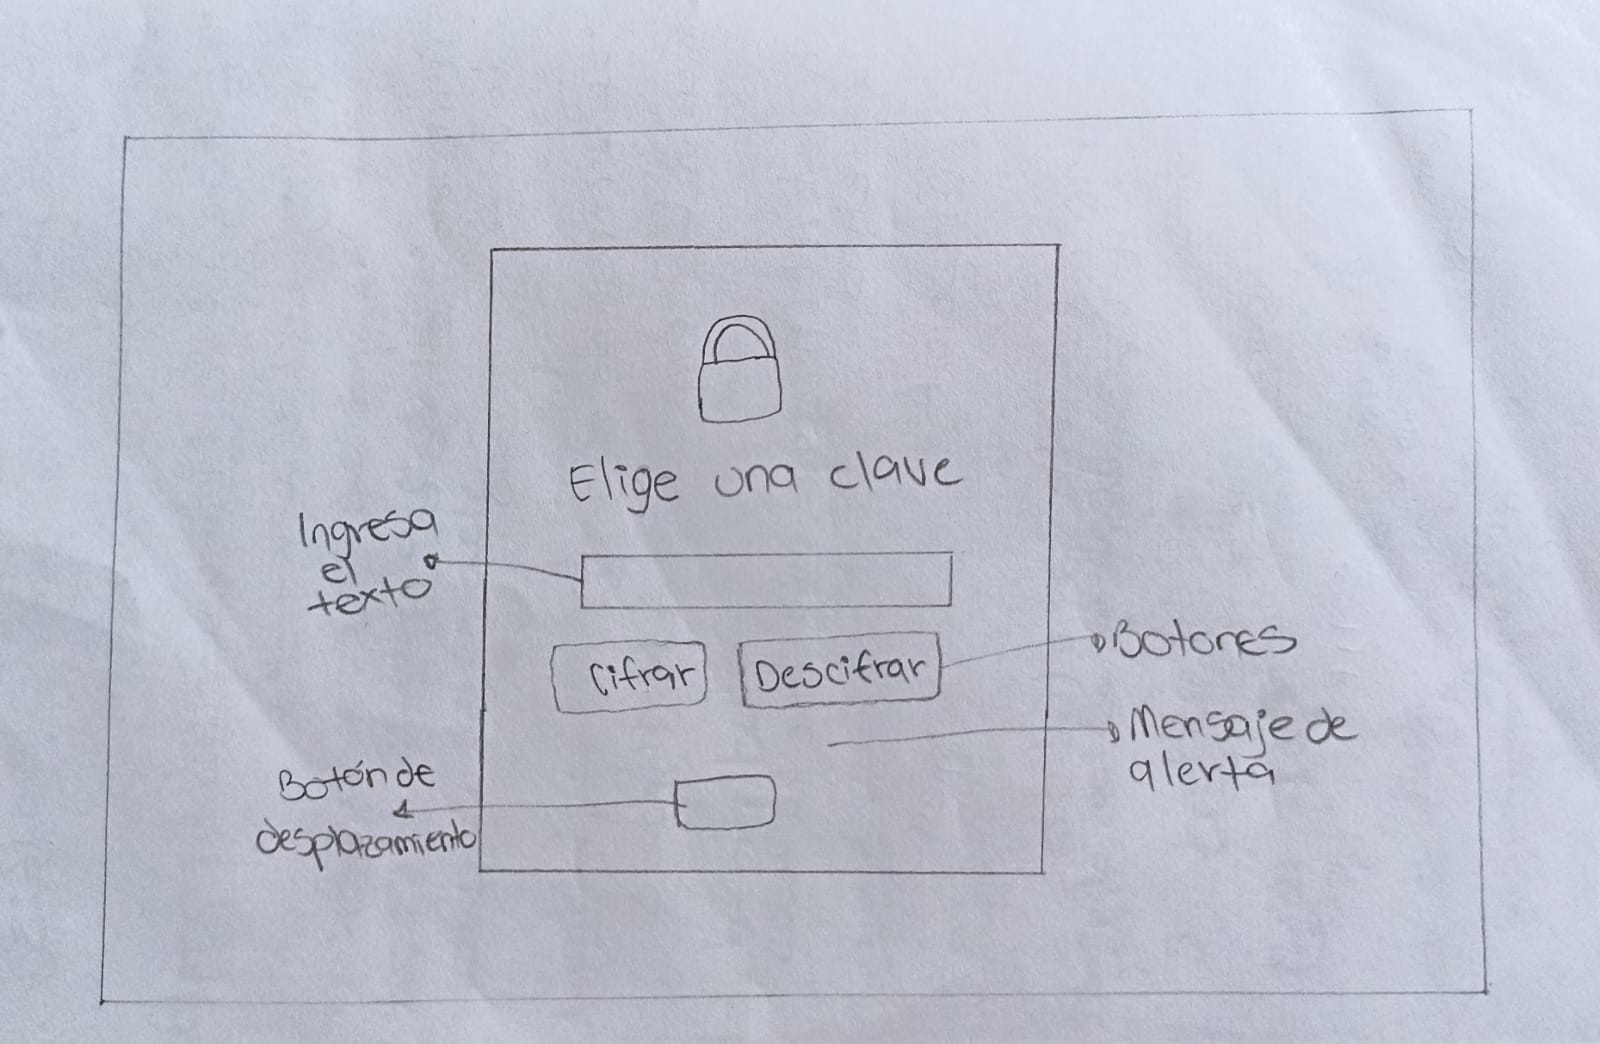 Elige una clave
Ingresa
el
texto
Cifrar
Descifrar
Botones
Mensaje de
alerta
Botón de
desplazamiento